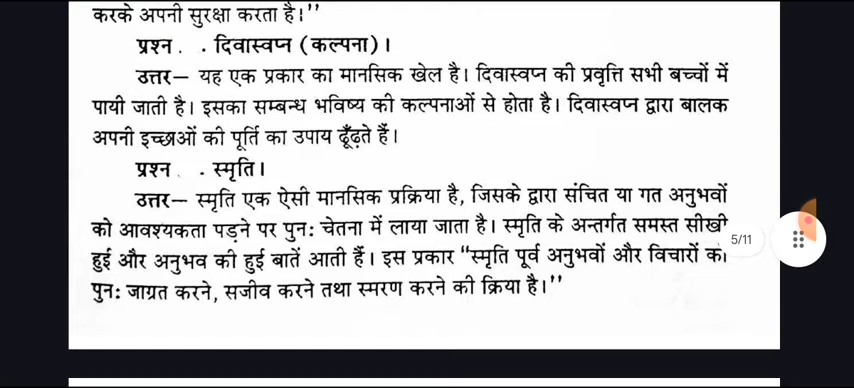 करके अपनी सुरक्षा करता है।''
प्रश्न . . दिवास्वप्न (कल्पना)।
उत्तर— यह एक प्रकार का मानसिक खेल है। दिवास्वप्न की प्रवृत्ति सभी बच्चों में
पायी जाती है। इसका सम्बन्ध भविष्य की कल्पनाओं से होता है। दिवास्वप्न द्वारा बालक
अपनी इच्छाओं की पूर्ति का उपाय ढूँढ़ते हैं।
प्रश्न . . स्मृति।
उत्तर— स्मृति एक ऐसी मानसिक प्रक्रिया है, जिसके द्वारा संचित या गत अनुभवों
को आवश्यकता पड़ने पर पुन: चेतना में लाया जाता है। स्मृति के अन्तर्गत समस्त सीखी
हुई और अनुभव की हुई बातें आती हैं। इस प्रकार ''स्मृति पूर्व अनुभवों और विचारों को
पुन: जाग्रत करने, सजीव करने तथा स्मरण करने की क्रिया है।''
5/11